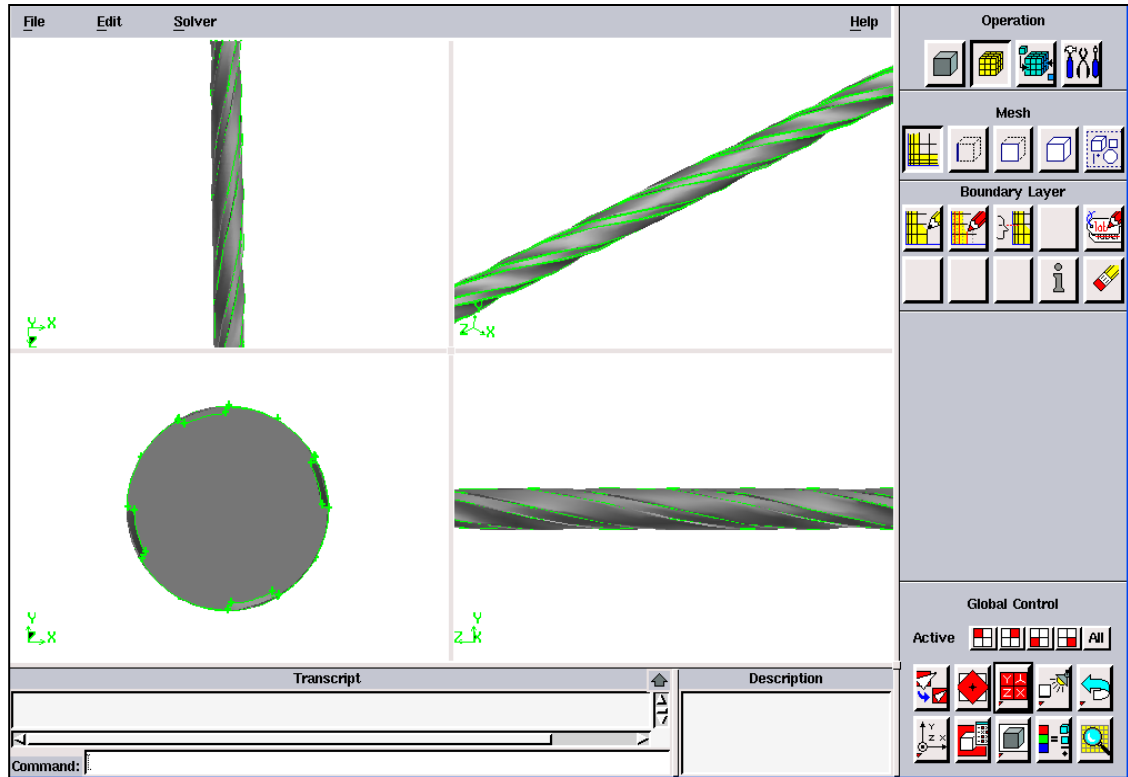 File Edit Solver Help
Operation
Mesh
Boundary Layer
Y X
Z X
Y X
Y
Z X
Global Control
Active All
Transcript Description
Command: